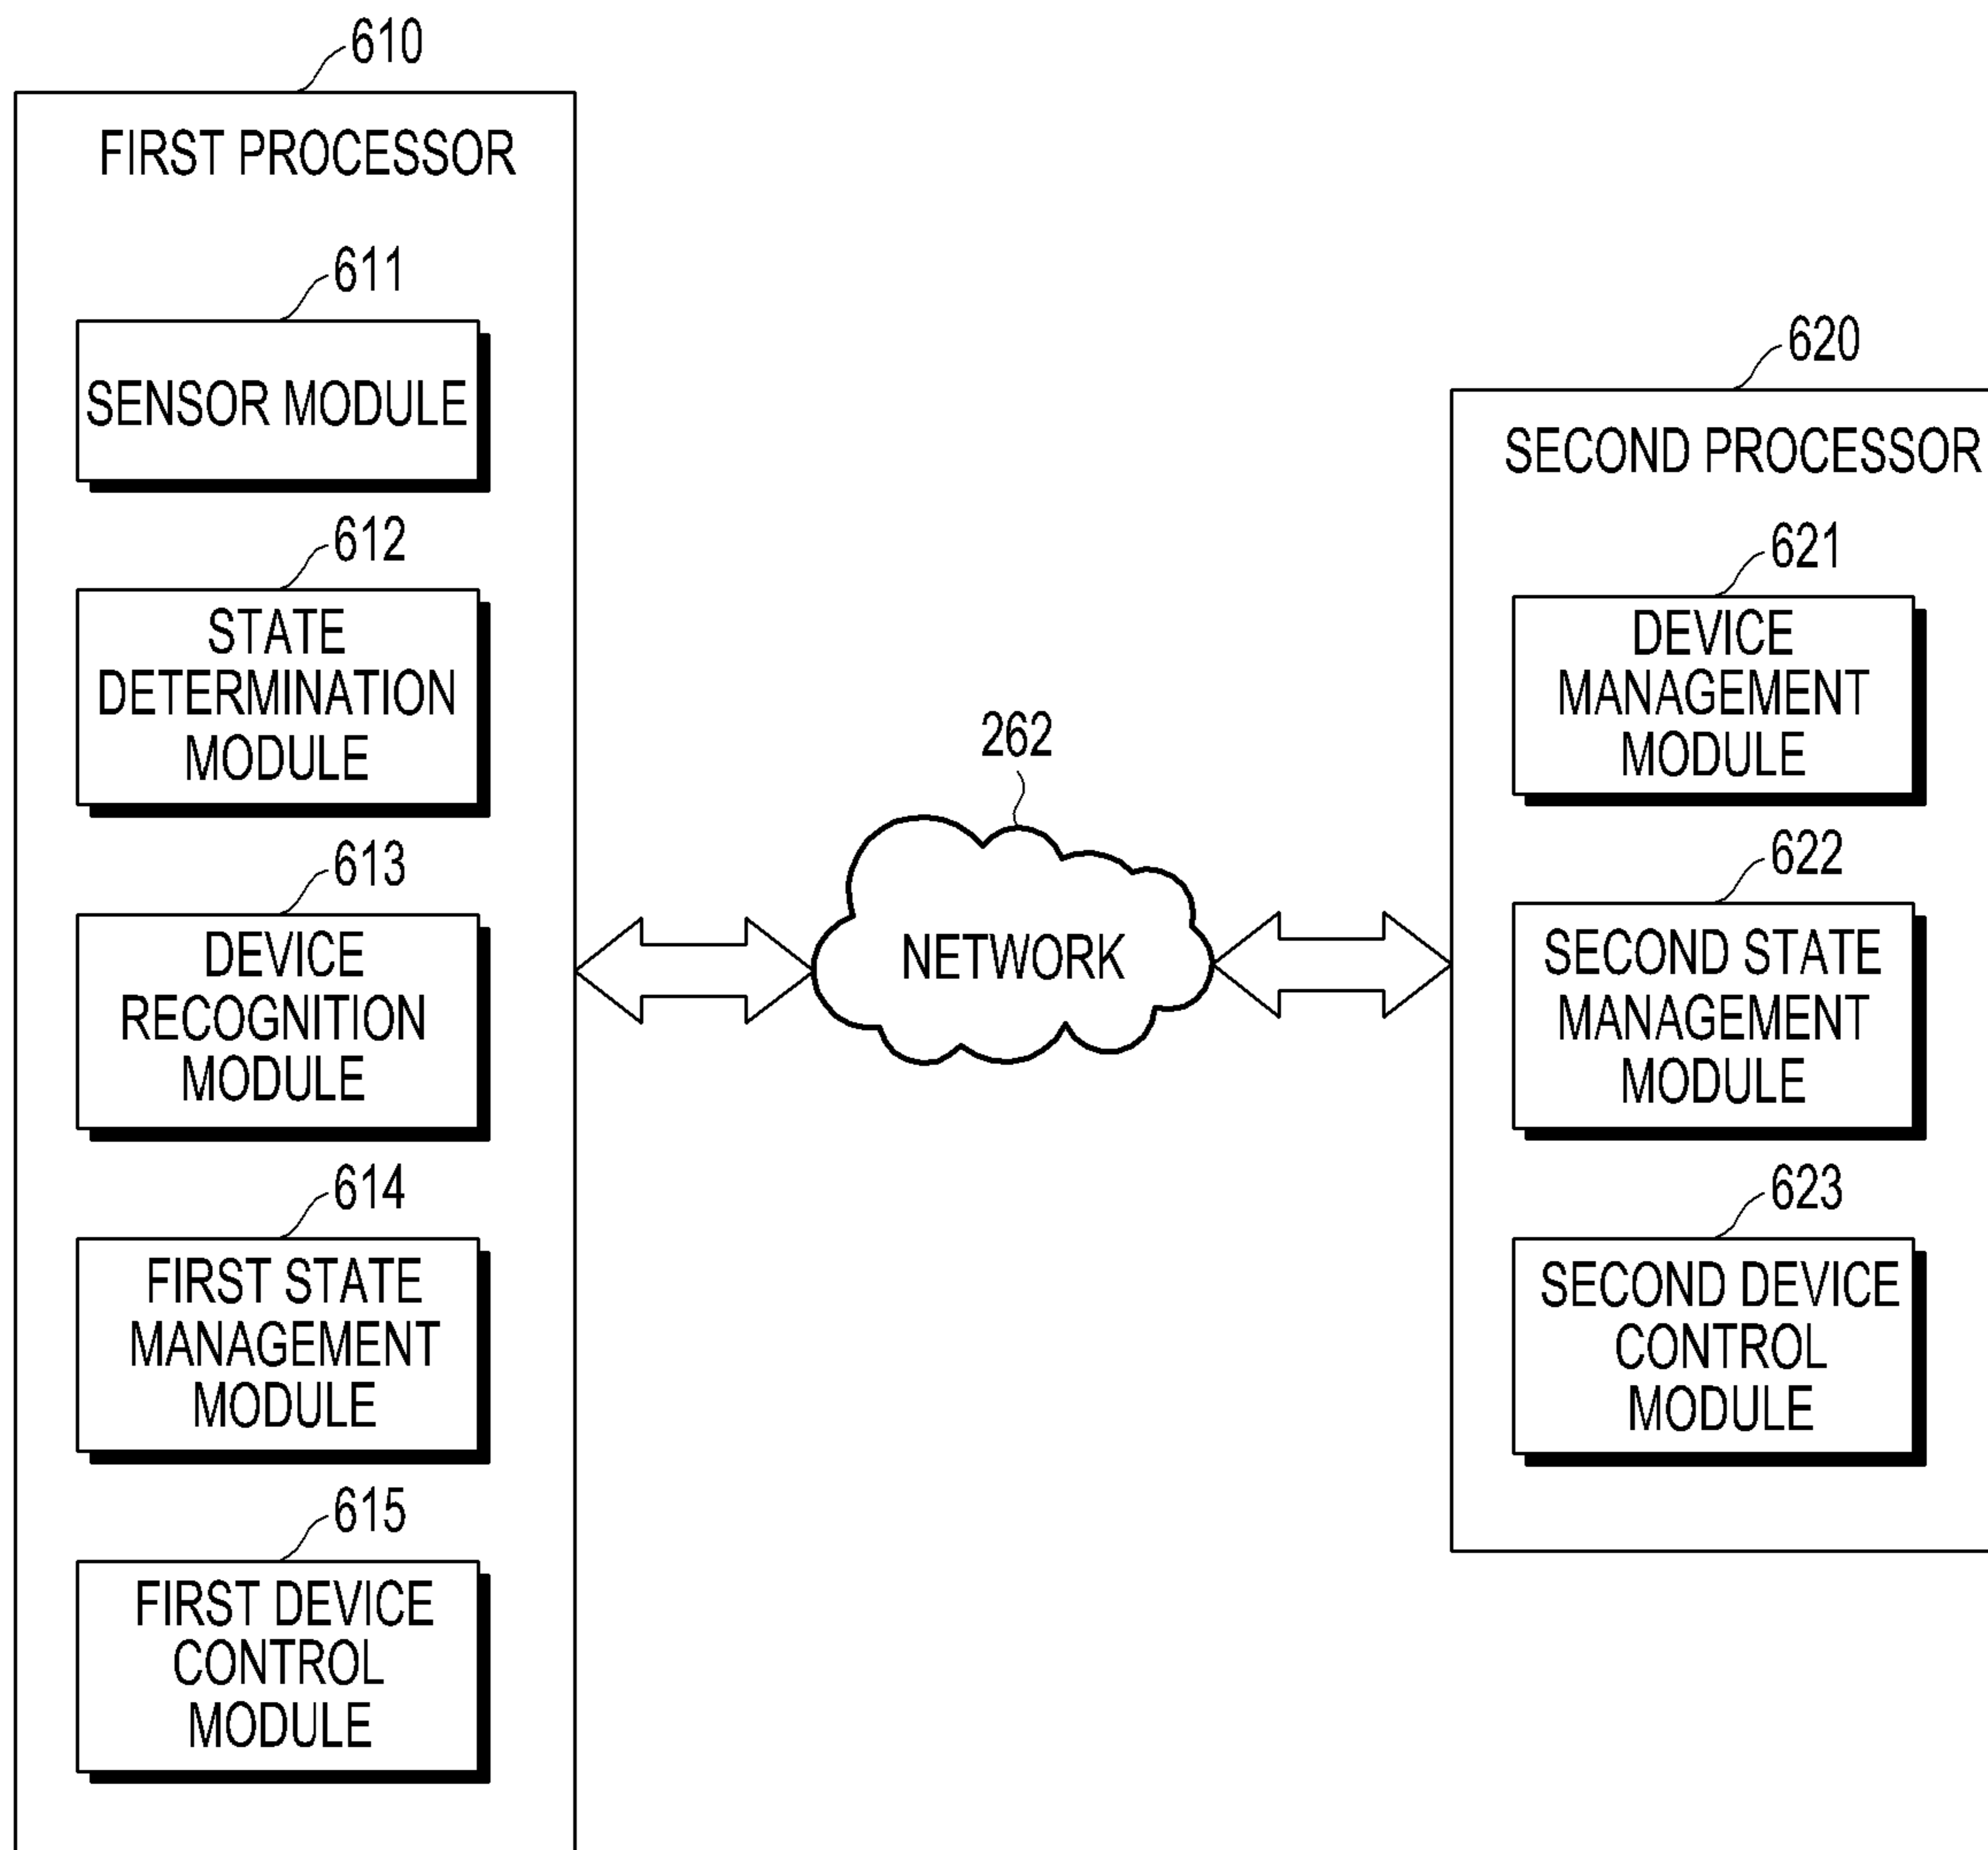 610
FIRST PROCESSOR
611
SENSOR MODULE
612
STATE
DETERMINATION
MODULE
613
DEVICE
RECOGNITION
MODULE
614
FIRST STATE
MANAGEMENT
MODULE
615
FIRST DEVICE
CONTROL
MODULE
262
NETWORK
620
SECOND PROCESSOR
621
DEVICE
MANAGEMENT
MODULE
622
SECOND STATE
MANAGEMENT
MODULE
623
SECOND DEVICE
CONTROL
MODULE